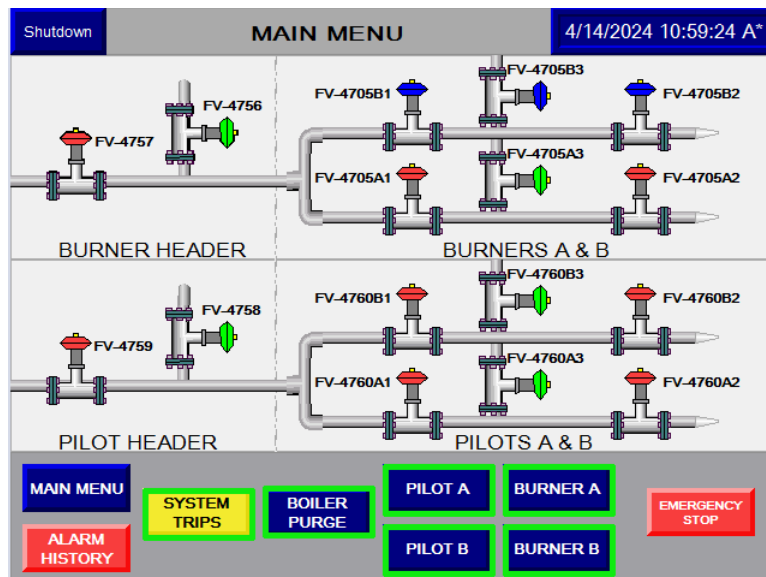 Shutdown
MAIN MENU
4/14/2024 10:59:24 A*
FV-4756
FV-4757
BURNER HEADER
FV-4705B1
FV-4705B3
FV-4705B2
FV-4705A1
FV-4705A3
FV-4705A2
BURNERS A & B
FV-4758
FV-4759
PILOT HEADER
FV-4760B1
FV-4760B3
FV-4760B2
FV-4760A1
FV-4760A3
FV-4760A2
PILOTS A & B
MAIN MENU
ALARM
HISTORY
SYSTEM
TRIPS
BOILER
PURGE
PILOT A
BURNER A
PILOT B
BURNER B
EMERGENCY
STOP